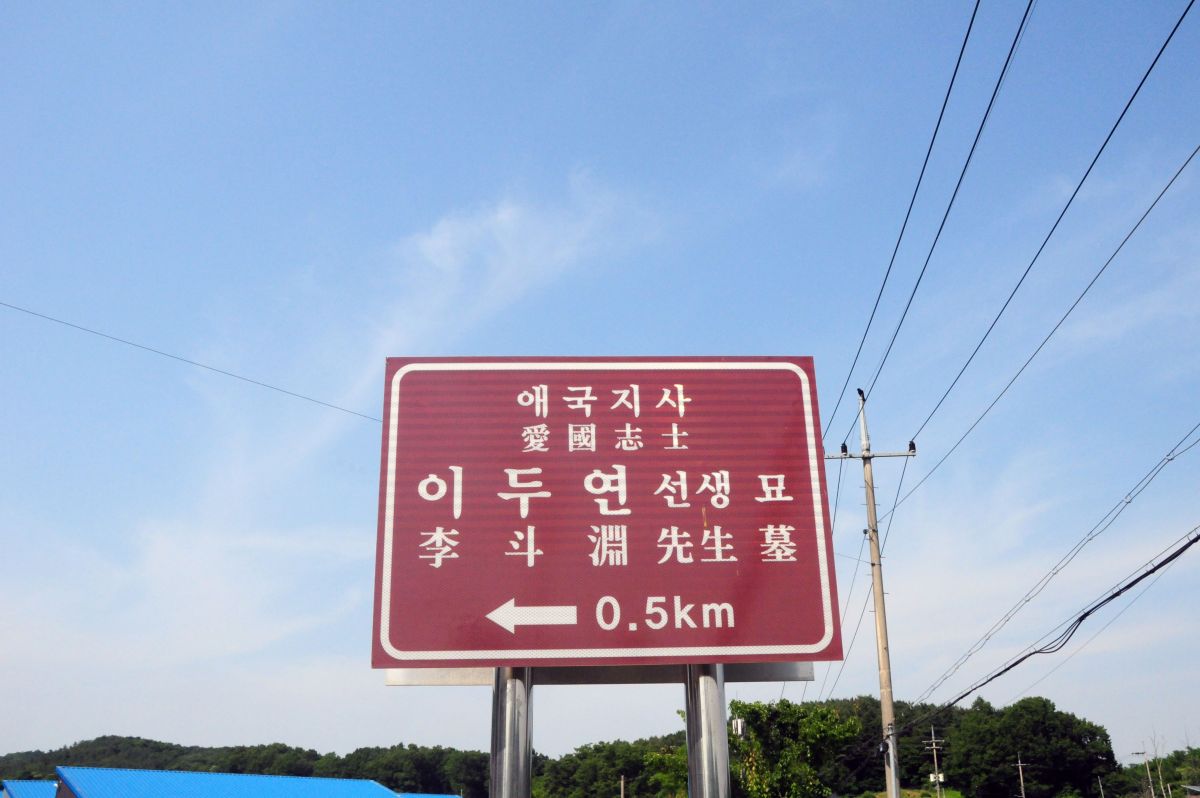 애국지사
愛國志士
이두연 선생 묘
李斗淵 先生 墓
0.5km